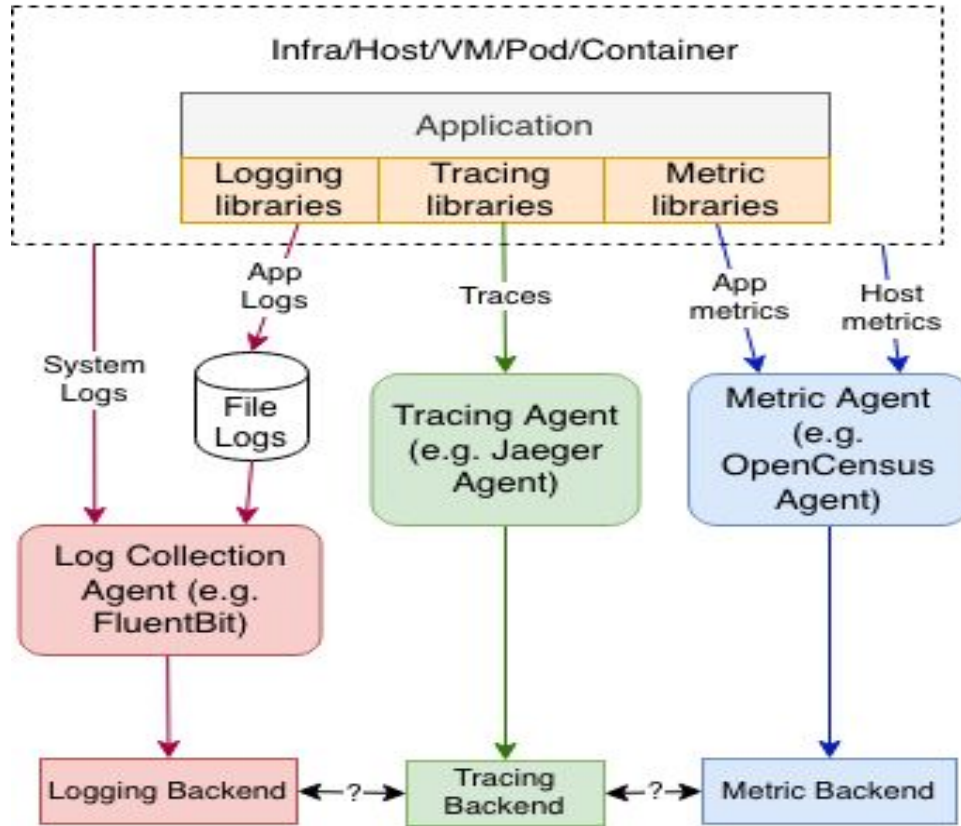 Infra/Host/VM/Pod/Container
Application
Logging
libraries
Tracing
libraries
Metric
libraries
App
Logs
Traces
App
metrics
Host
metrics
System
Logs
File
Logs
Tracing Agent
(e.g. Jaeger
Agent)
Metric Agent
(e.g.
OpenCensus
Agent)
Log Collection
Agent (e.g.
FluentBit)
Logging Backend
?
Tracing
Backend
?
Metric Backend